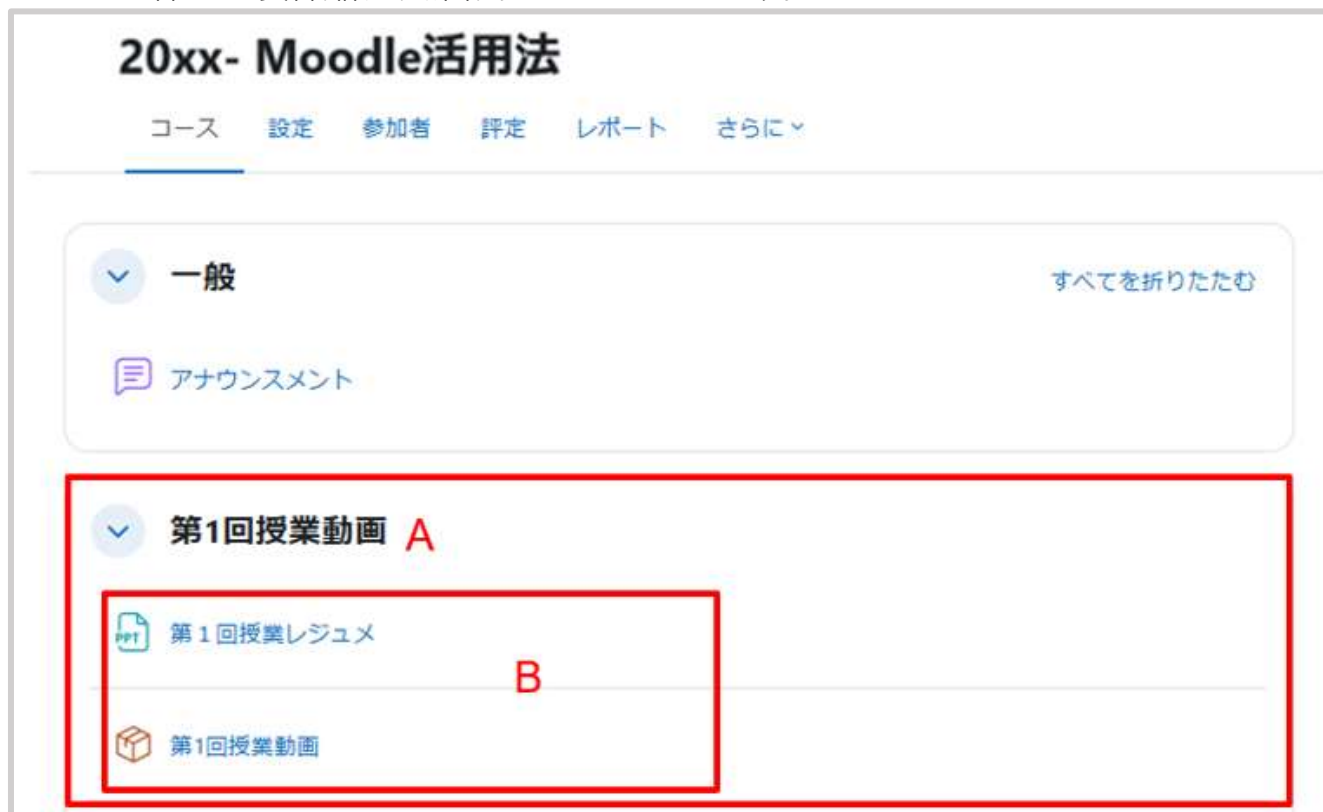 20xx- Moodle活用法
コース 設定 参加者 評定 レポート さらに
一般 すべてを折りたたむ
アナウンスメント
第1回授業動画 A
PPT 第１回授業レジュメ
B
第1回授業動画